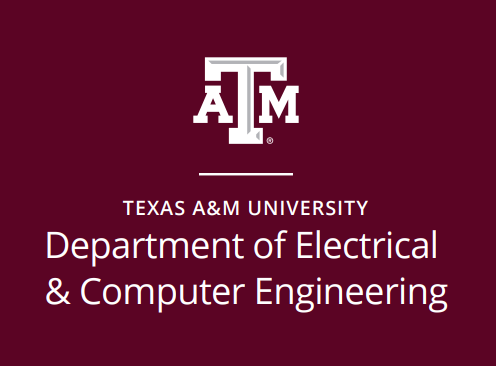 ATM®
TEXAS A&M UNIVERSITY
Department of Electrical
& Computer Engineering